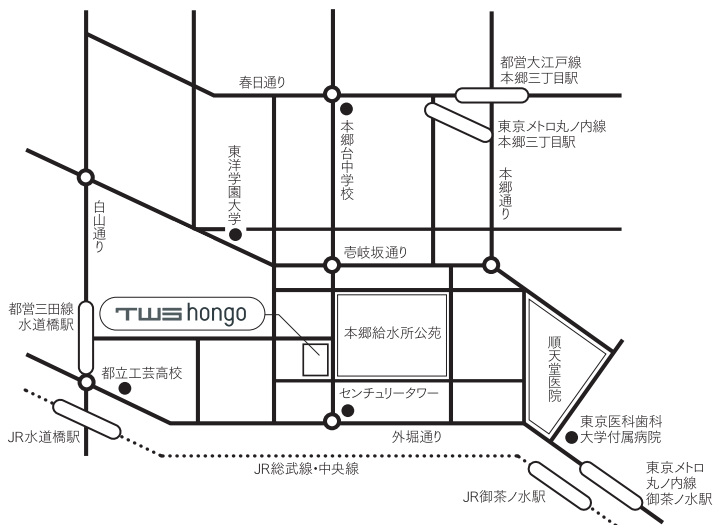 都営大江戸線
本郷三丁目駅
春日通り
東京メトロ丸ノ内線
本郷三丁目駅
本郷台中学校
東洋学園大学
本郷通り
白山通り
壱岐坂通り
都営三田線
水道橋駅
TWS hongo
本郷給水所公苑
順天堂医院
都立工芸高校
センチュリータワー
東京医科歯科
大学付属病院
外堀通り
JR水道橋駅
JR総武線・中央線
東京メトロ
丸ノ内線
御茶ノ水駅
JR御茶ノ水駅